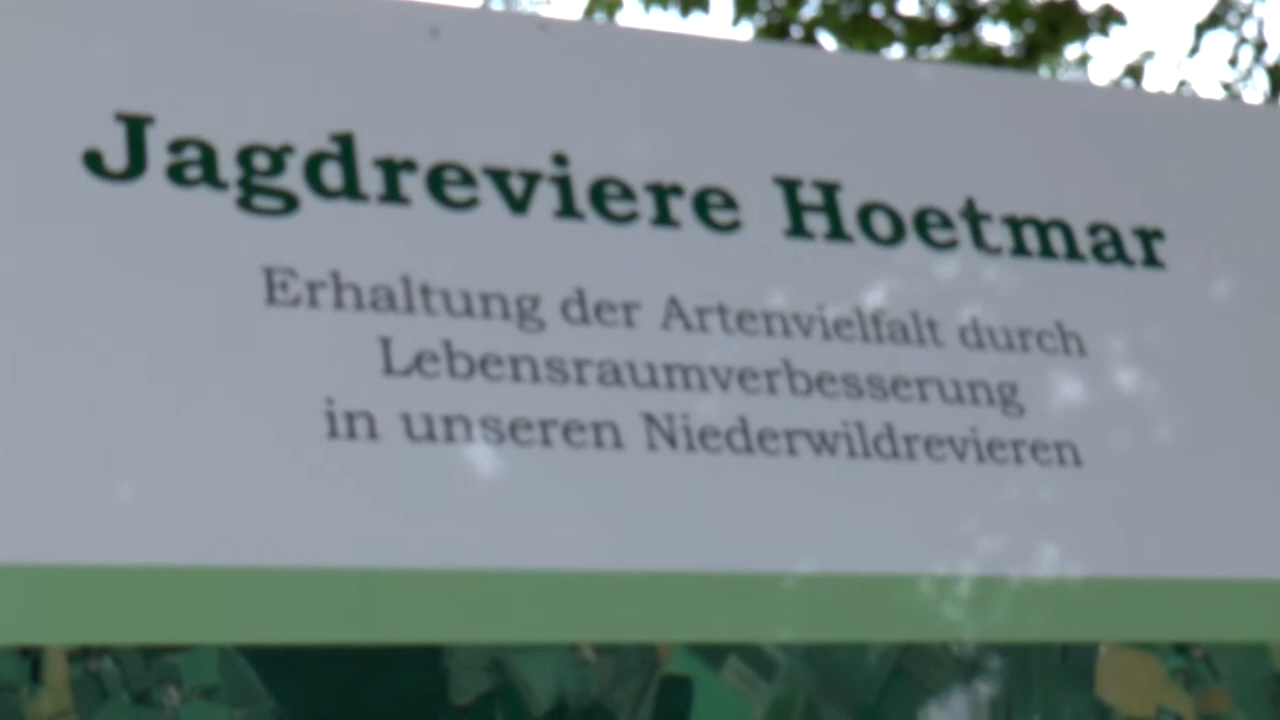 Jagdreviere Hoetmar
Erhaltung der Artenvielfalt durch
Lebensraumverbesserung
in unseren Niederwildrevieren